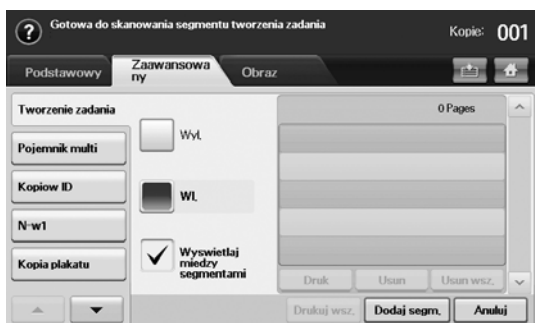 ? Gotowa do skanowania segmentu tworzenia zadania Kopie: 001
Podstawowy Zaawansowa
ny Obraz
Tworzenie zadania
0 Pages
Wył.
Pojemnik multi
Kopiow ID
Wł.
N-w1
Wyswietlaj
miedzy
segmentami
Kopia plakatu
Druk Usun Usun wsz.
Drukuj wsz. Dodaj segm. Anuluj